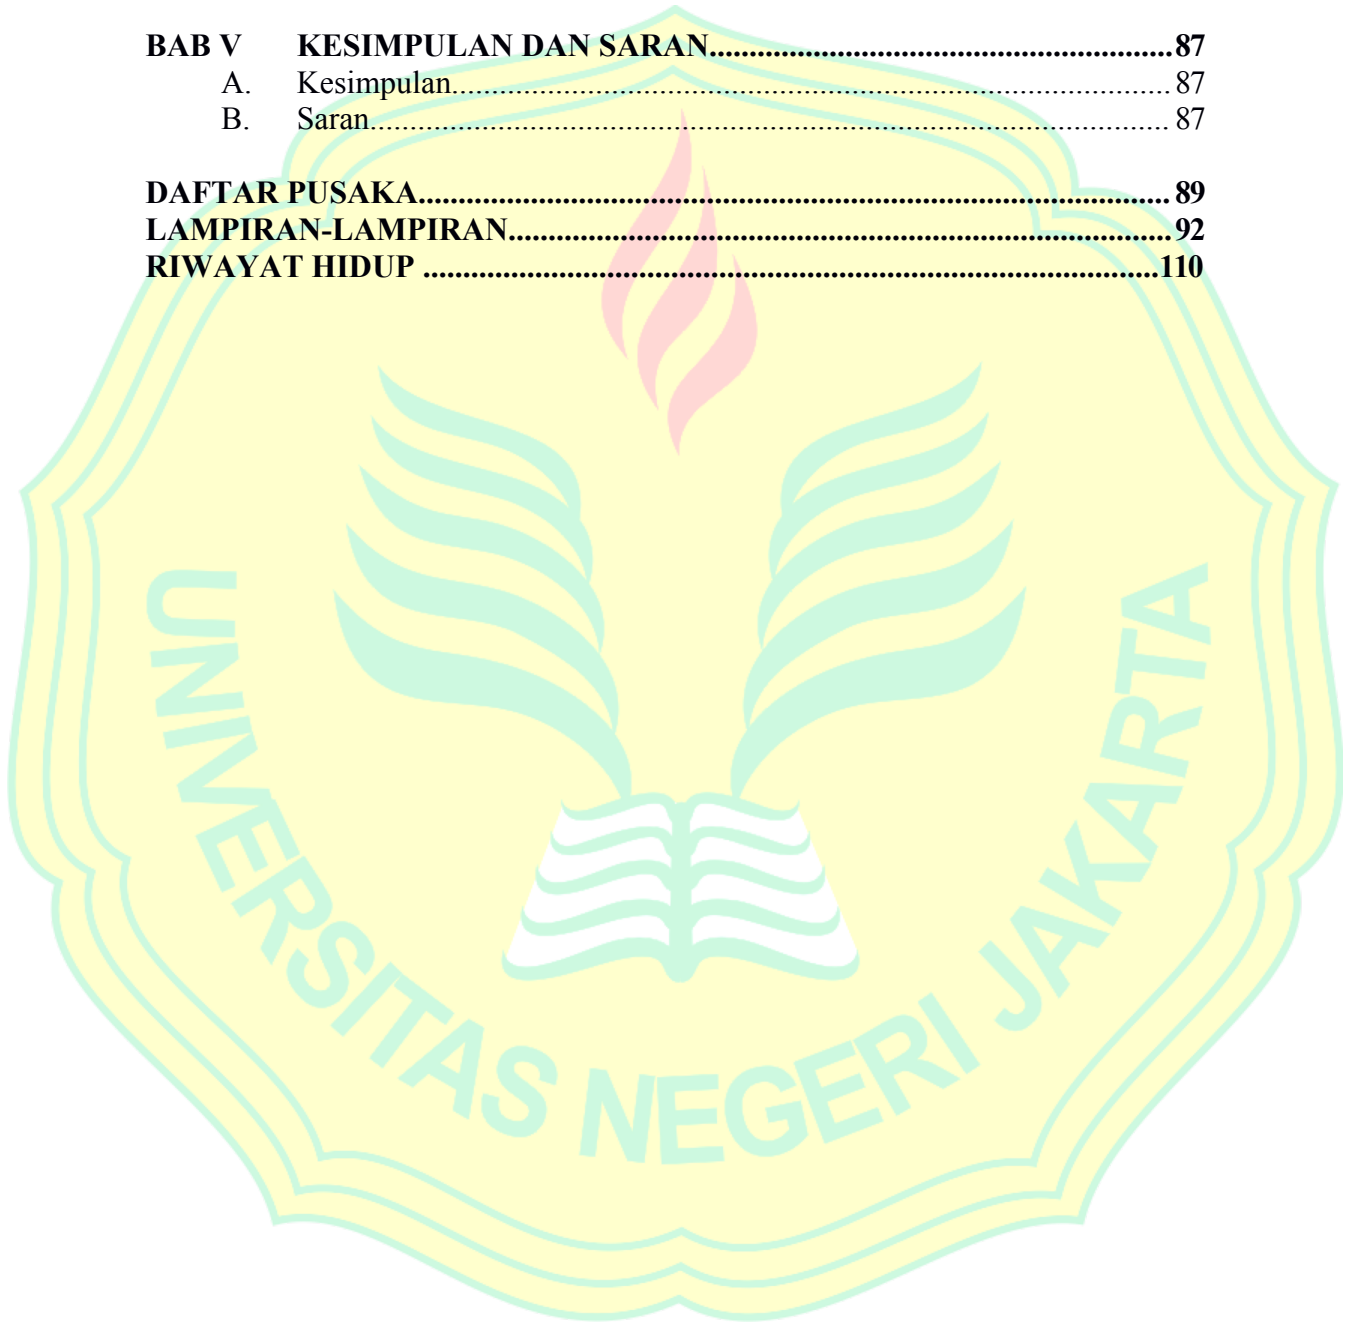 BAB V KESIMPULAN DAN SARAN........................................................87
A. Kesimpulan........................................................................................ 87
B. Saran.................................................................................................. 87
DAFTAR PUSAKA............................................................................................ 89
LAMPIRAN-LAMPIRAN.................................................................................92
RIWAYAT HIDUP ..........................................................................................110
UNIVERSITAS NEGERI JAKARTA